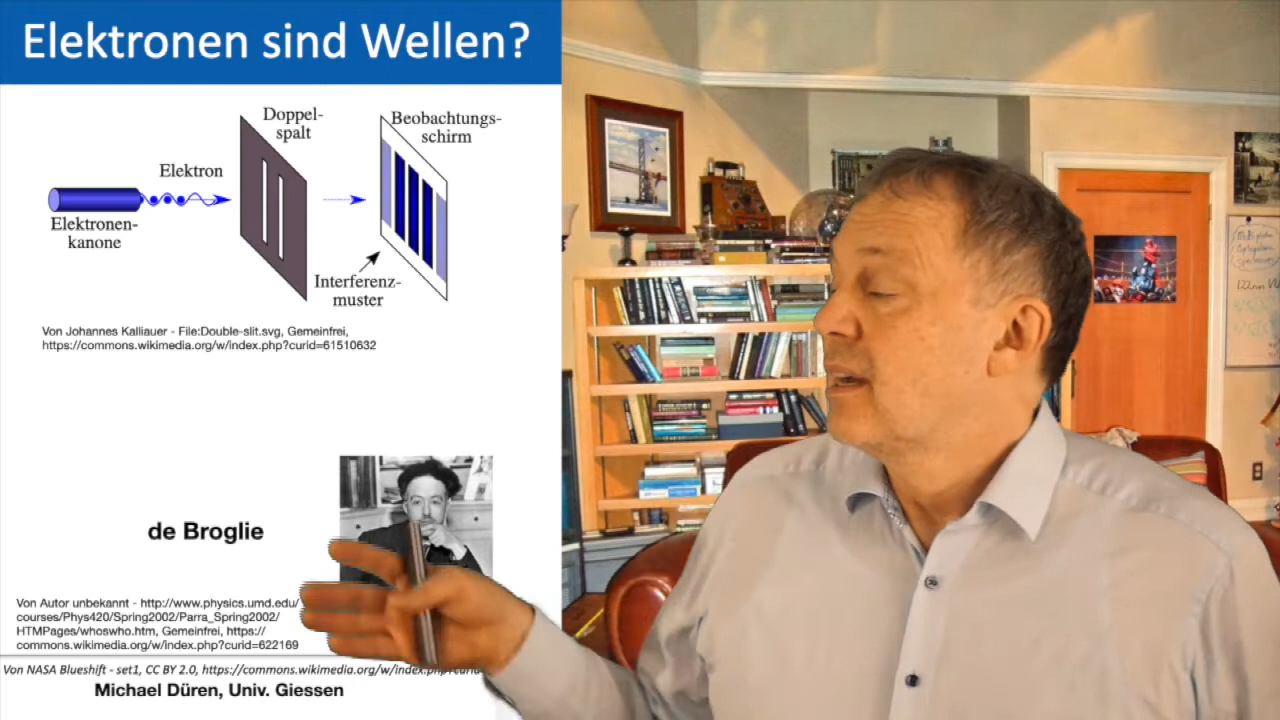 Elektronen sind Wellen?
Doppel-
spalt
Beobachtungs-
schirm
Elektron
Elektronen-
kanone
Interferenz-
muster
Von Johannes Kalliauer - File:Double-slit.svg, Gemeinfrei,
https://commons.wikimedia.org/w/index.php?curid=61510632
de Broglie
Von Autor unbekannt - http://www.physics.umd.edu/
courses/Phys420/Spring2002/Parra_Spring2002/
HTMPages/whoswho.htm, Gemeinfrei, https://
commons.wikimedia.org/w/index.php?curid=622169
Von NASA Blueshift - set1, CC BY 2.0, https://commons.wikimedia.org/w/index.php?curid
Michael Düren, Univ. Giessen